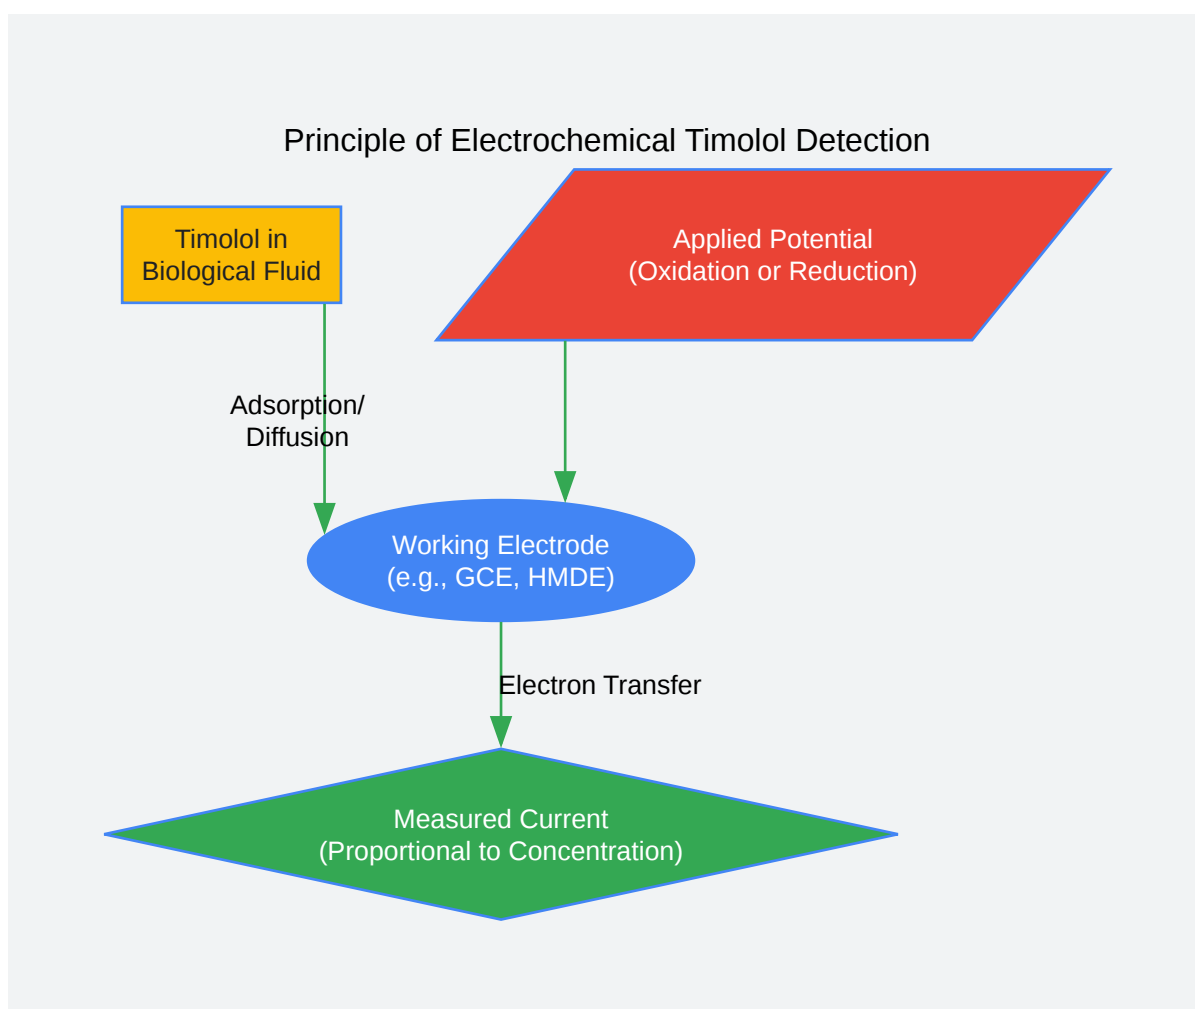 Principle of Electrochemical Timolol Detection
Timolol in
Biological Fluid
Applied Potential
(Oxidation or Reduction)
Adsorption/
Diffusion
Working Electrode
(e.g., GCE, HMDE)
Electron Transfer
Measured Current
(Proportional to Concentration)